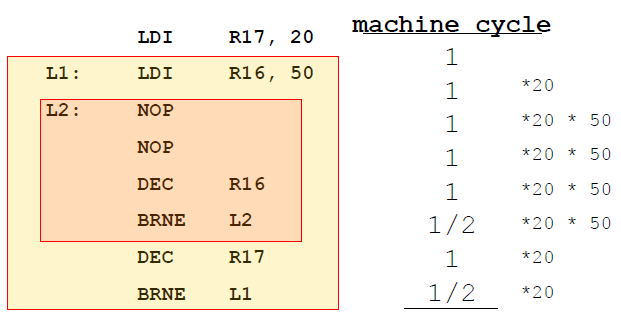 machine cycle
LDI R17, 20 1
L1: LDI R16, 50 1 *20
L2: NOP 1 *20 * 50
NOP 1 *20 * 50
DEC R16 1 *20 * 50
BRNE L2 1/2 *20 * 50
DEC R17 1 *20
BRNE L1 1/2 *20